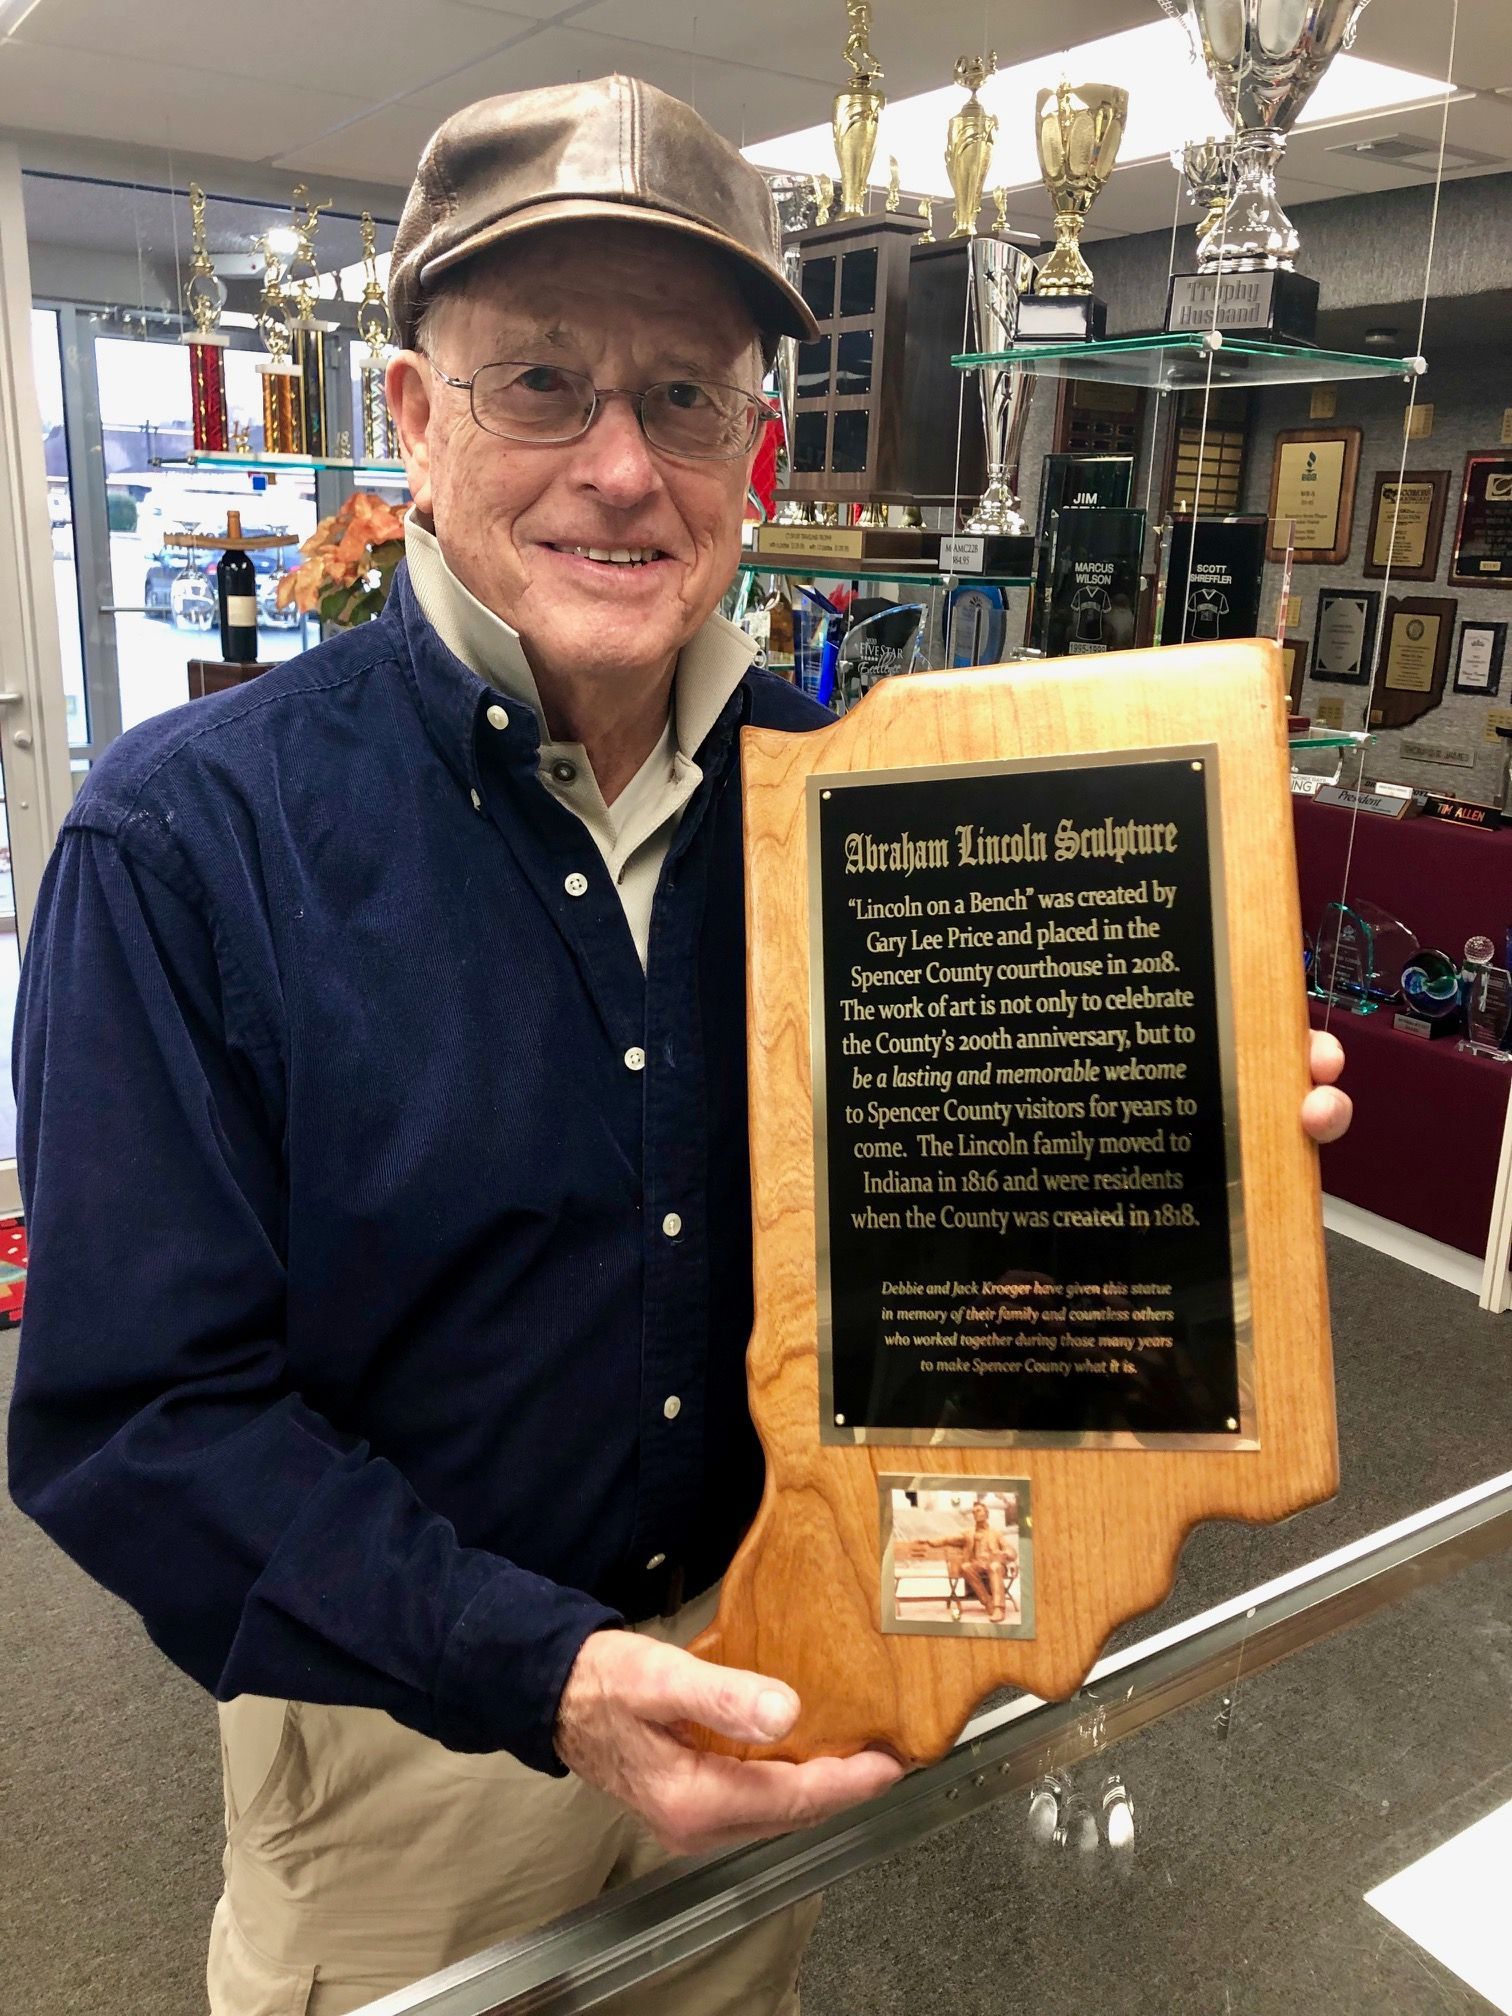 Trophy
Husband
JIM
MARCUS
WILSON
1995-1999
SCOTT
SHREFFLER
FIVESTAR
Excellence
President
TIM ALLEN
Abraham Lincoln Sculpture
“Lincoln on a Bench” was created by
Gary Lee Price and placed in the
Spencer County courthouse in 2018.
The work of art is not only to celebrate
the County’s 200th anniversary, but to
be a lasting and memorable welcome
to Spencer County visitors for years to
come. The Lincoln family moved to
Indiana in 1816 and were residents
when the County was created in 1818.
Debbie and Jack Kroeger have given this statue
in memory of their family and countless others
who worked together during those many years
to make Spencer County what it is.